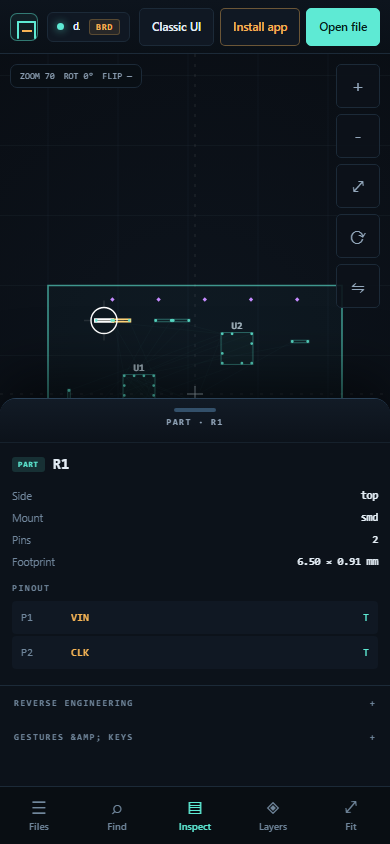 d BRD Classic UI Install app Open file
ZOOM 70 ROT 0° FLIP —
+
-
U2
U1
PART · R1
PART R1
Side top
Mount smd
Pins 2
Footprint 6.50 × 0.91 mm
PINOUT
P1 VIN T
P2 CLK T
REVERSE ENGINEERING +
GESTURES &AMP; KEYS +
Files Find Inspect Layers Fit